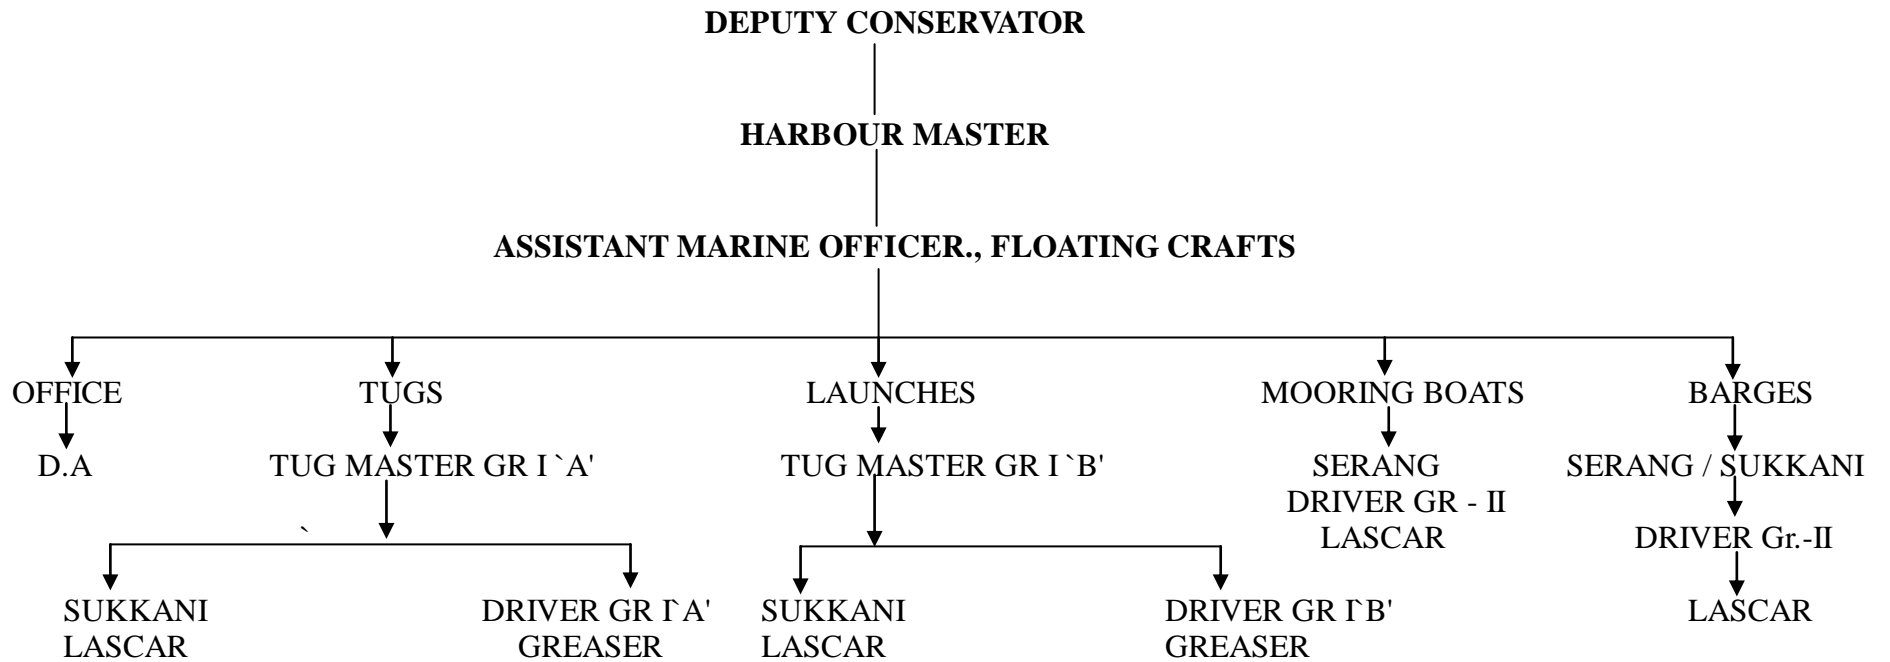 DEPUTY CONSERVATOR
HARBOUR MASTER
ASSISTANT MARINE OFFICER., FLOATING CRAFTS
OFFICE TUGS LAUNCHES MOORING BOATS BARGES
D.A TUG MASTER GR I `A' TUG MASTER GR I `B' SERANG SERANG / SUKKANI
DRIVER GR - II
` LASCAR DRIVER Gr.-II
SUKKANI DRIVER GR I`A' SUKKANI DRIVER GR I`B' LASCAR
LASCAR GREASER LASCAR GREASER